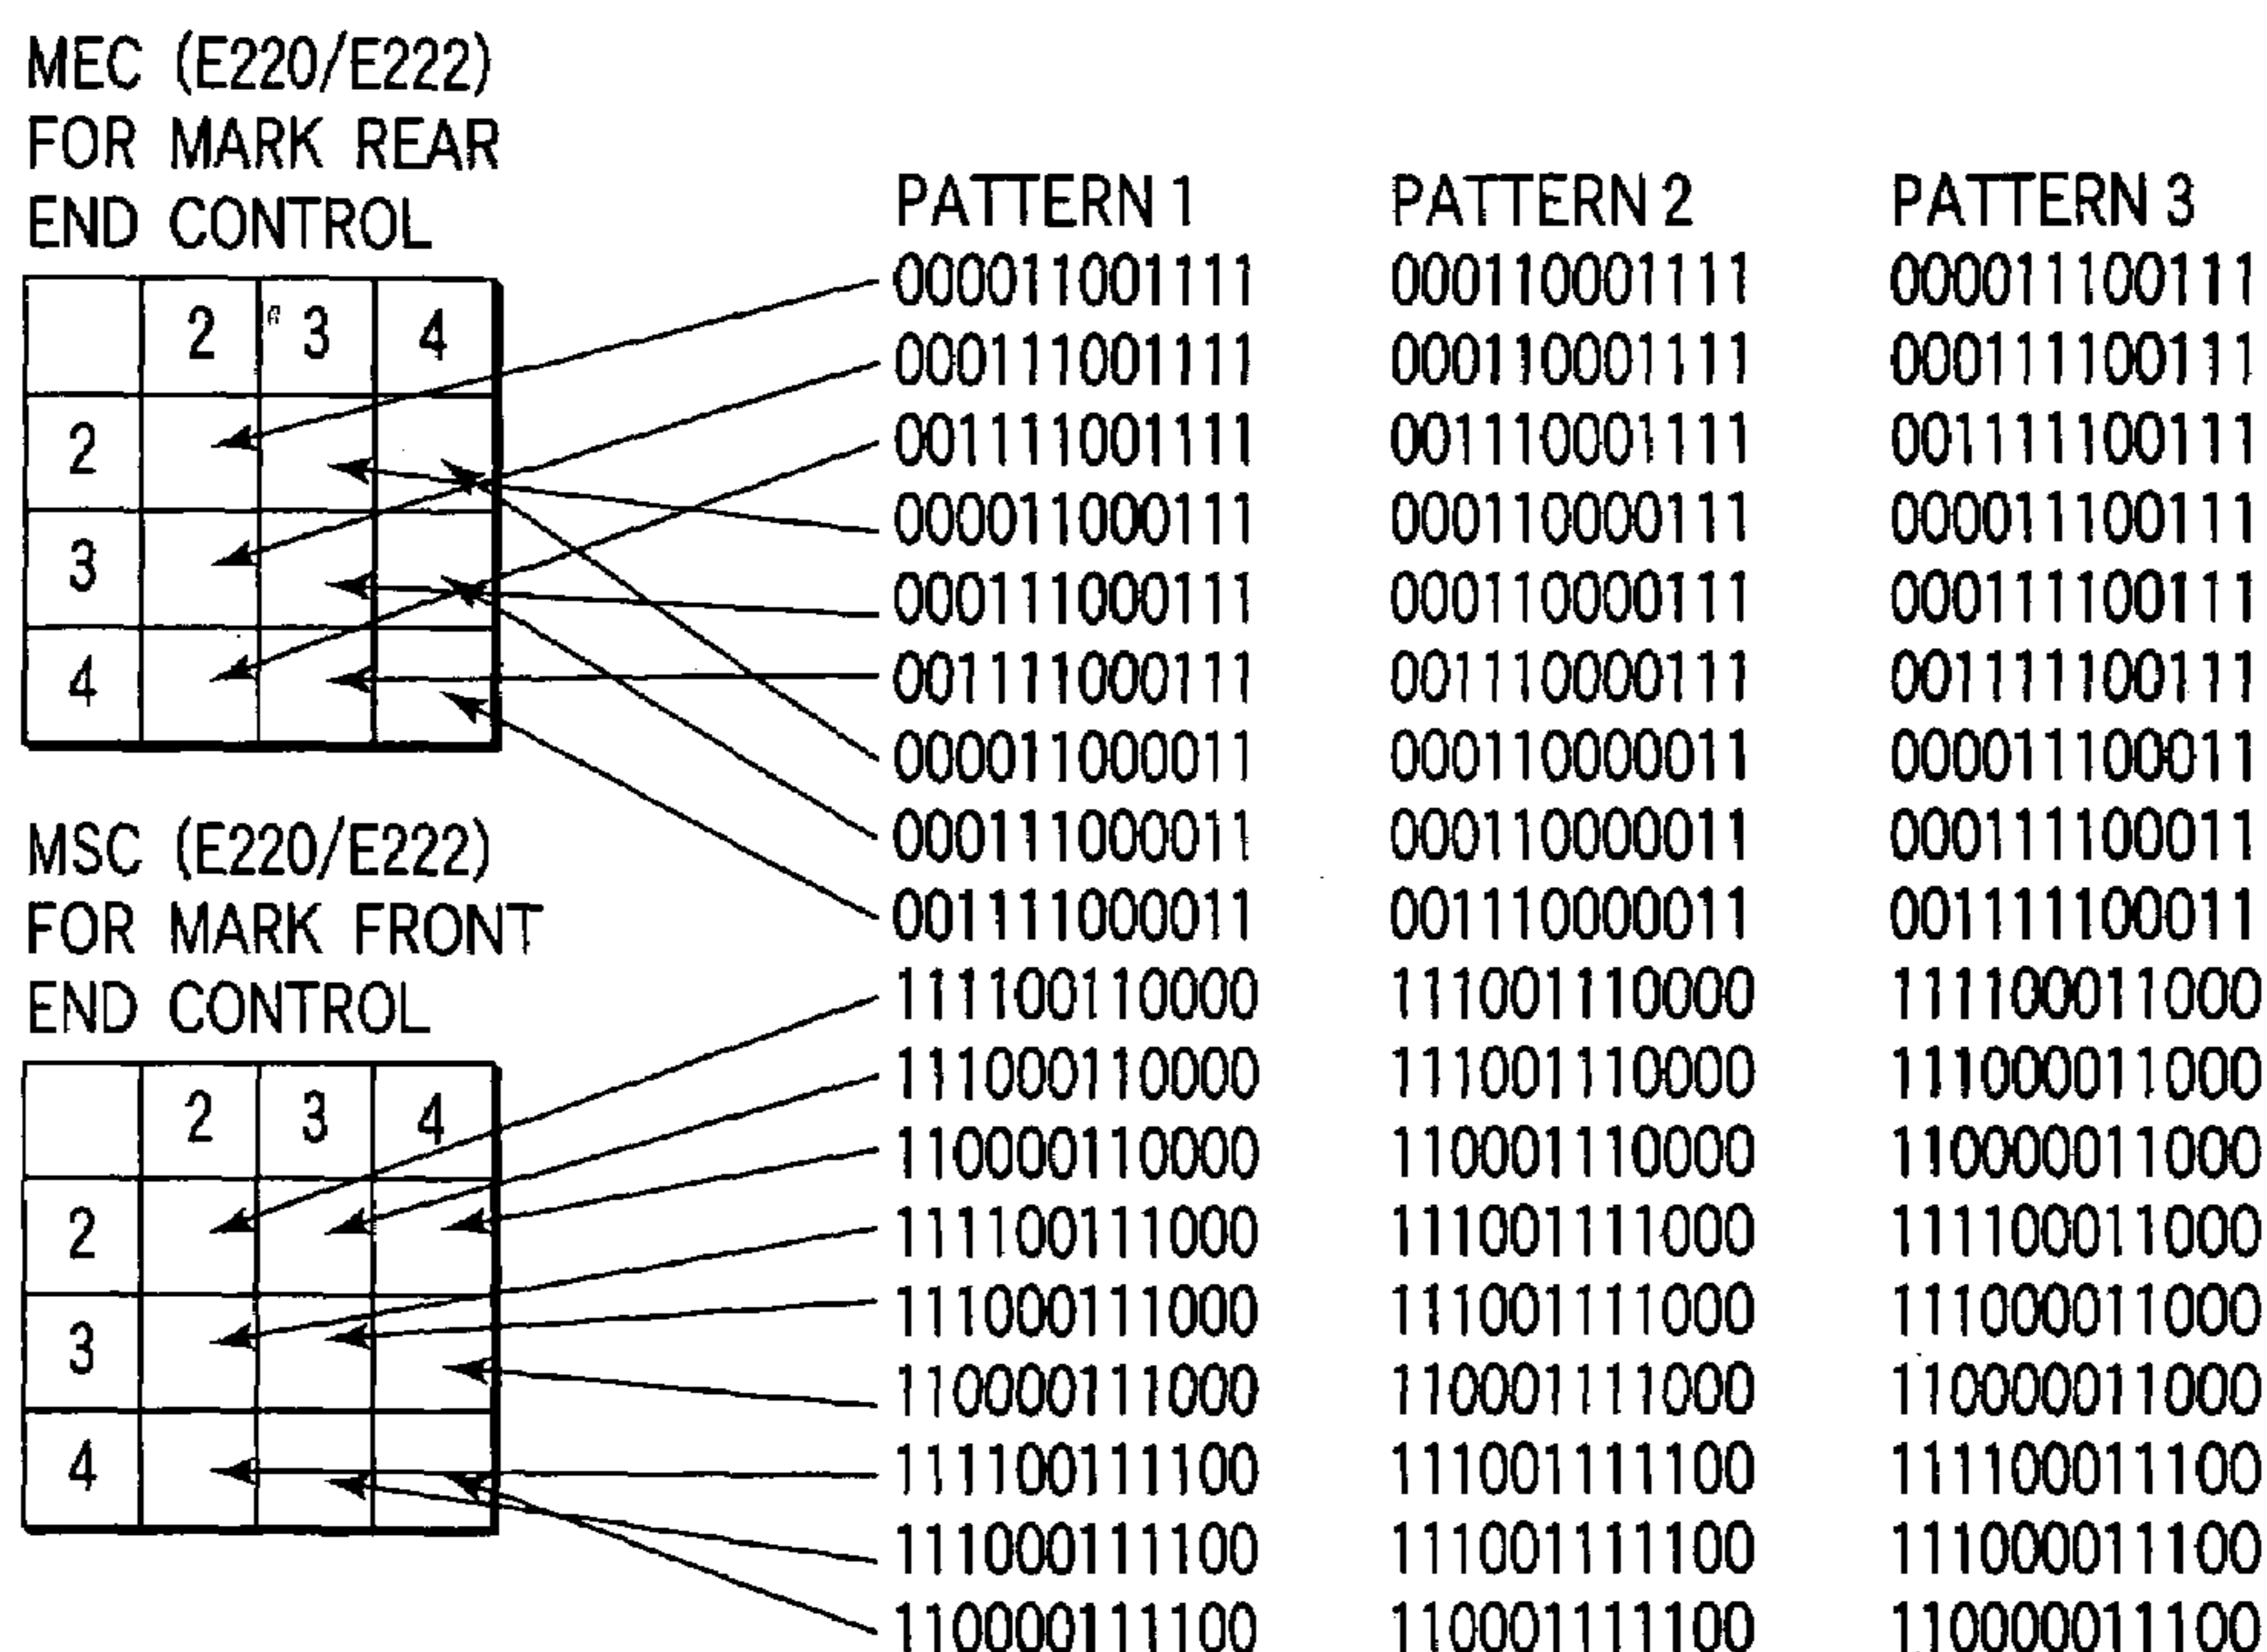 MEC (E220/E222)
FOR MARK REAR
END CONTROL
2 3 4
2
3
4
MSC (E220/E222)
FOR MARK FRONT
END CONTROL
2 3 4
2
3
4
PATTERN 1 PATTERN 2 PATTERN 3
000011001111 000110001111 000011100111
000111001111 000110001111 000111100111
001111001111 001110001111 001111100111
000011000111 000110000111 000011100111
000111000111 000110000111 000111100111
001111000111 001110000111 001111100111
000011000011 000110000011 000011100011
000111000011 000110000011 000111100011
001111000011 001110000011 001111100011
111100110000 111001110000 111100011000
111000110000 111001110000 111000011000
110000110000 110001110000 110000011000
111100111000 111001111000 111100011000
111000111000 111001111000 111000011000
110000111000 110001111000 110000011000
111100111100 111001111100 111100011100
111000111100 111001111100 111000011100
110000111100 110001111100 110000011100